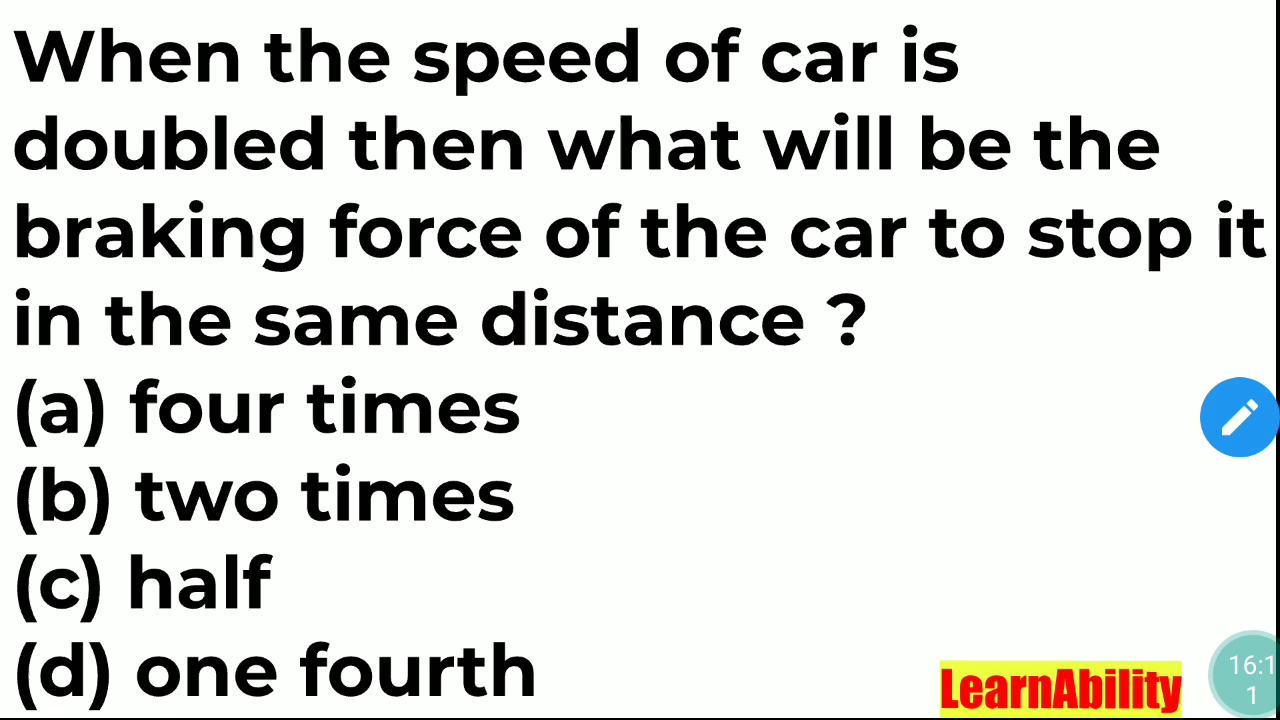 When the speed of car is
doubled then what will be the
braking force of the car to stop it
in the same distance ?
(a) four times
(b) two times
(c) half
(d) one fourth
LearnAbility
16:1
1